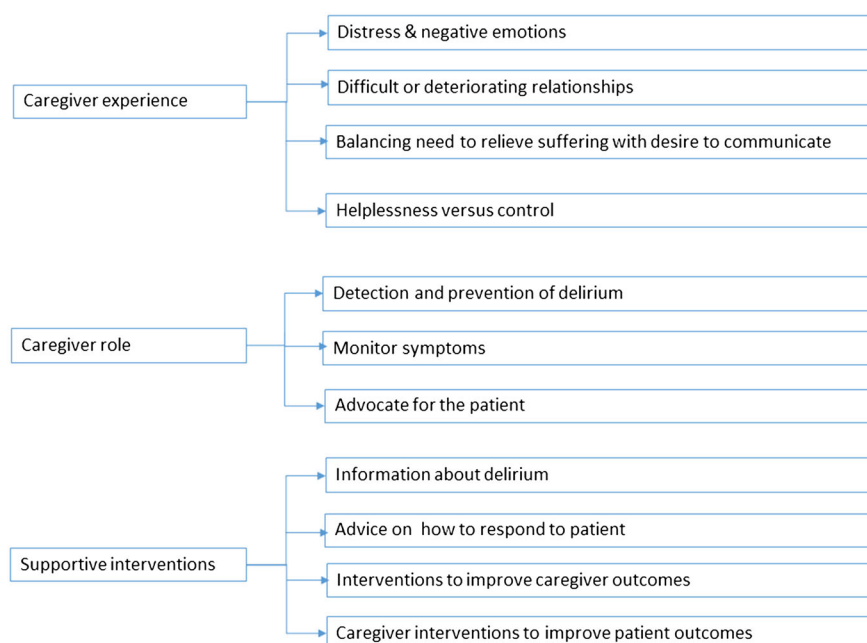 Distress & negative emotions
Difficult or deteriorating relationships
Caregiver experience
Balancing need to relieve suffering with desire to communicate
Helplessness versus control
Detection and prevention of delirium
Caregiver role
Monitor symptoms
Advocate for the patient
Information about delirium
Advice on  how to respond to patient
Supportive interventions
Interventions to improve caregiver outcomes
Caregiver interventions to improve patient outcomes